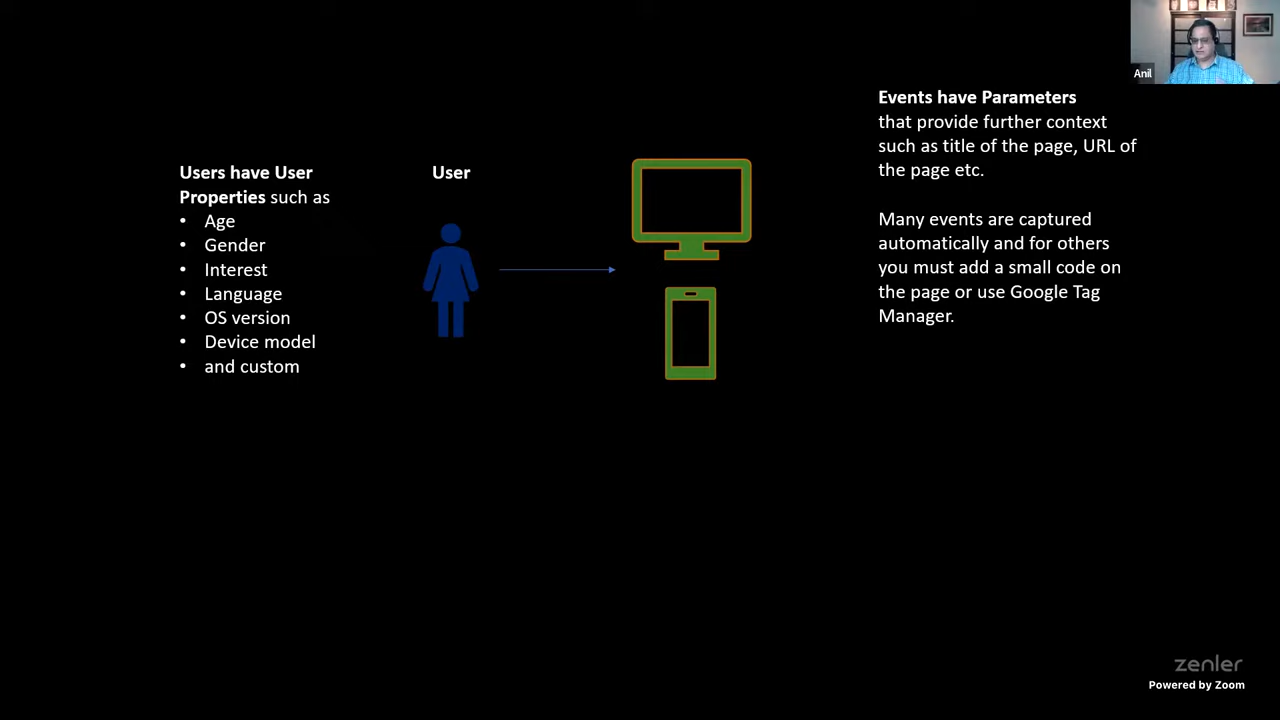 Anil
Events have Parameters
that provide further context
such as title of the page, URL of
the page etc.
Many events are captured
automatically and for others
you must add a small code on
the page or use Google Tag
Manager.
Users have User
Properties such as
• Age
• Gender
• Interest
• Language
• OS version
• Device model
• and custom
User
zenler
Powered by Zoom